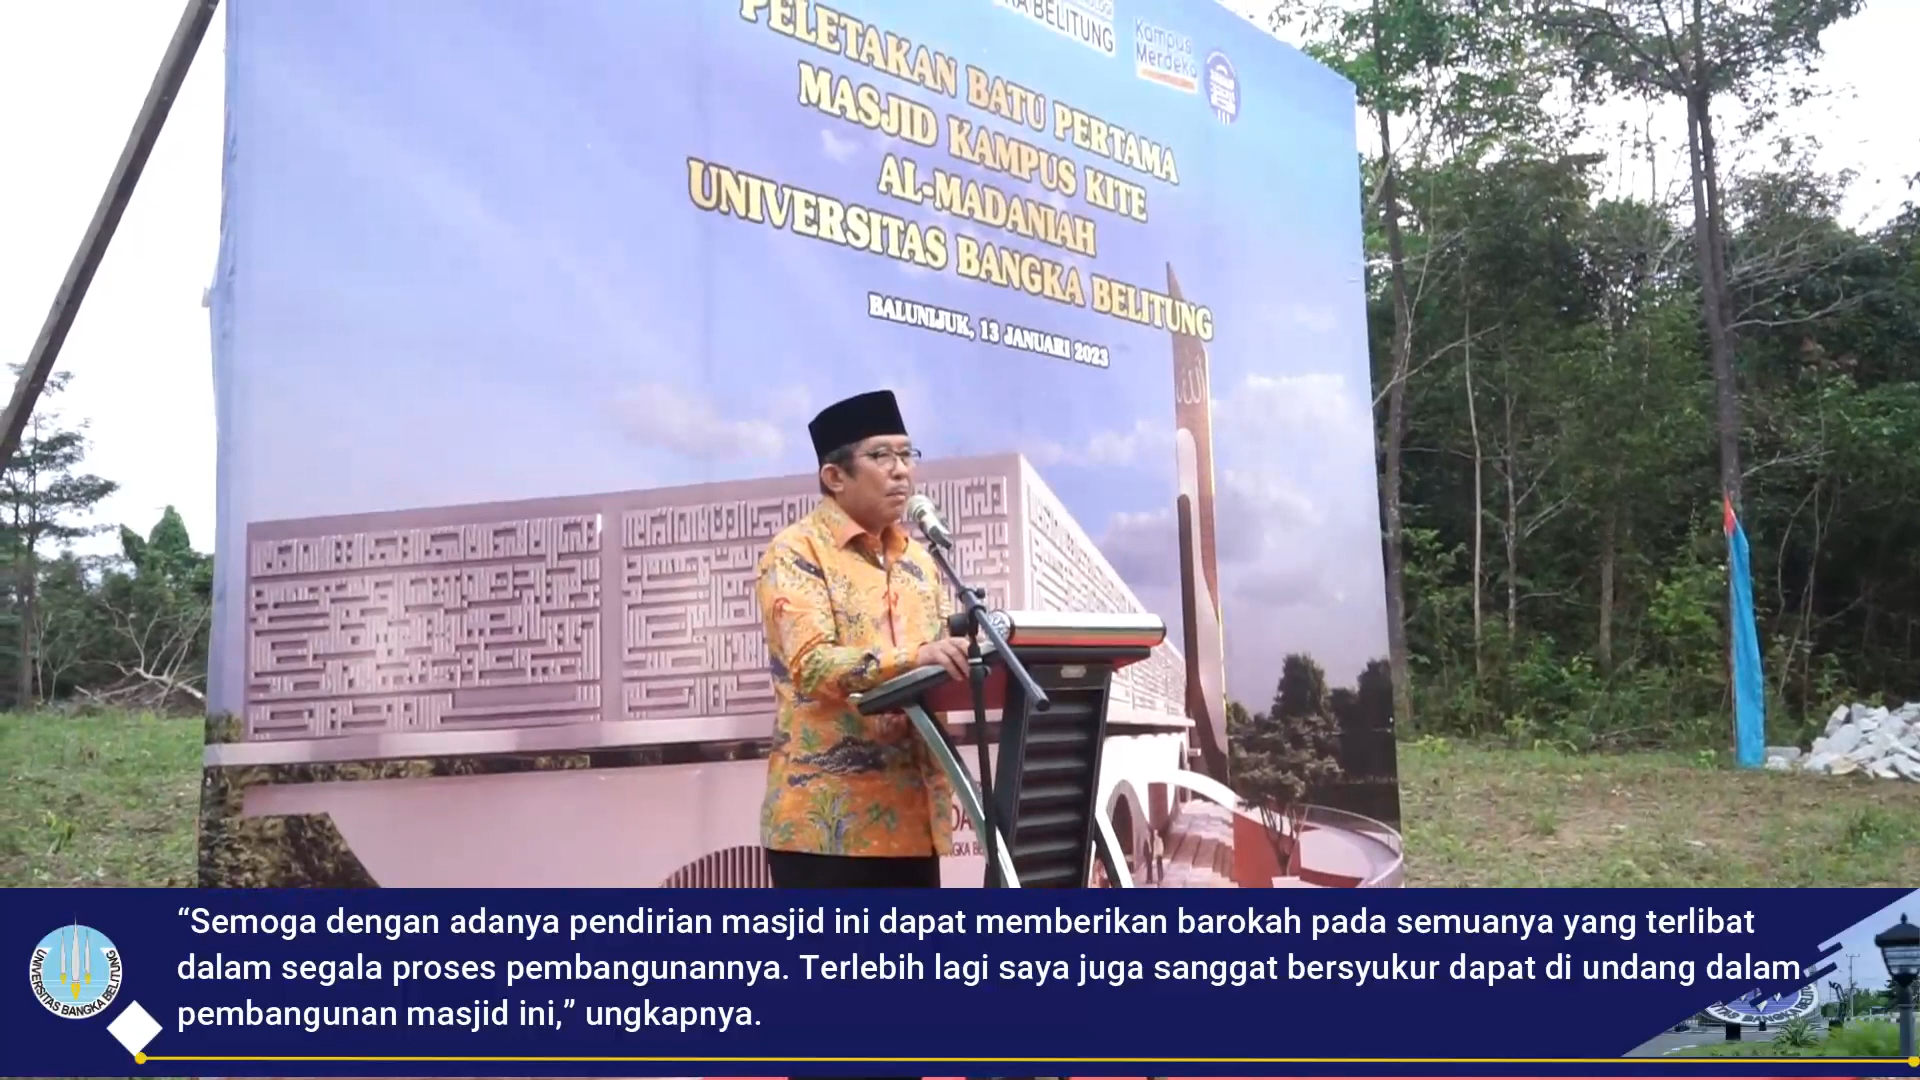 KA BELITUNG
Kampus
Merdeka
PELETAKAN BATU PERTAMA
MASJID KAMPUS KITE
AL-MADANIAH
UNIVERSITAS BANGKA BELITUNG
BALUNIJUK, 13 JANUARI 2023
“Semoga dengan adanya pendirian masjid ini dapat memberikan barokah pada semuanya yang terlibat
dalam segala proses pembangunannya. Terlebih lagi saya juga sanggat bersyukur dapat di undang dalam
pembangunan masjid ini,” ungkapnya.
UNIVERSITAS BANGKA BELITUNG